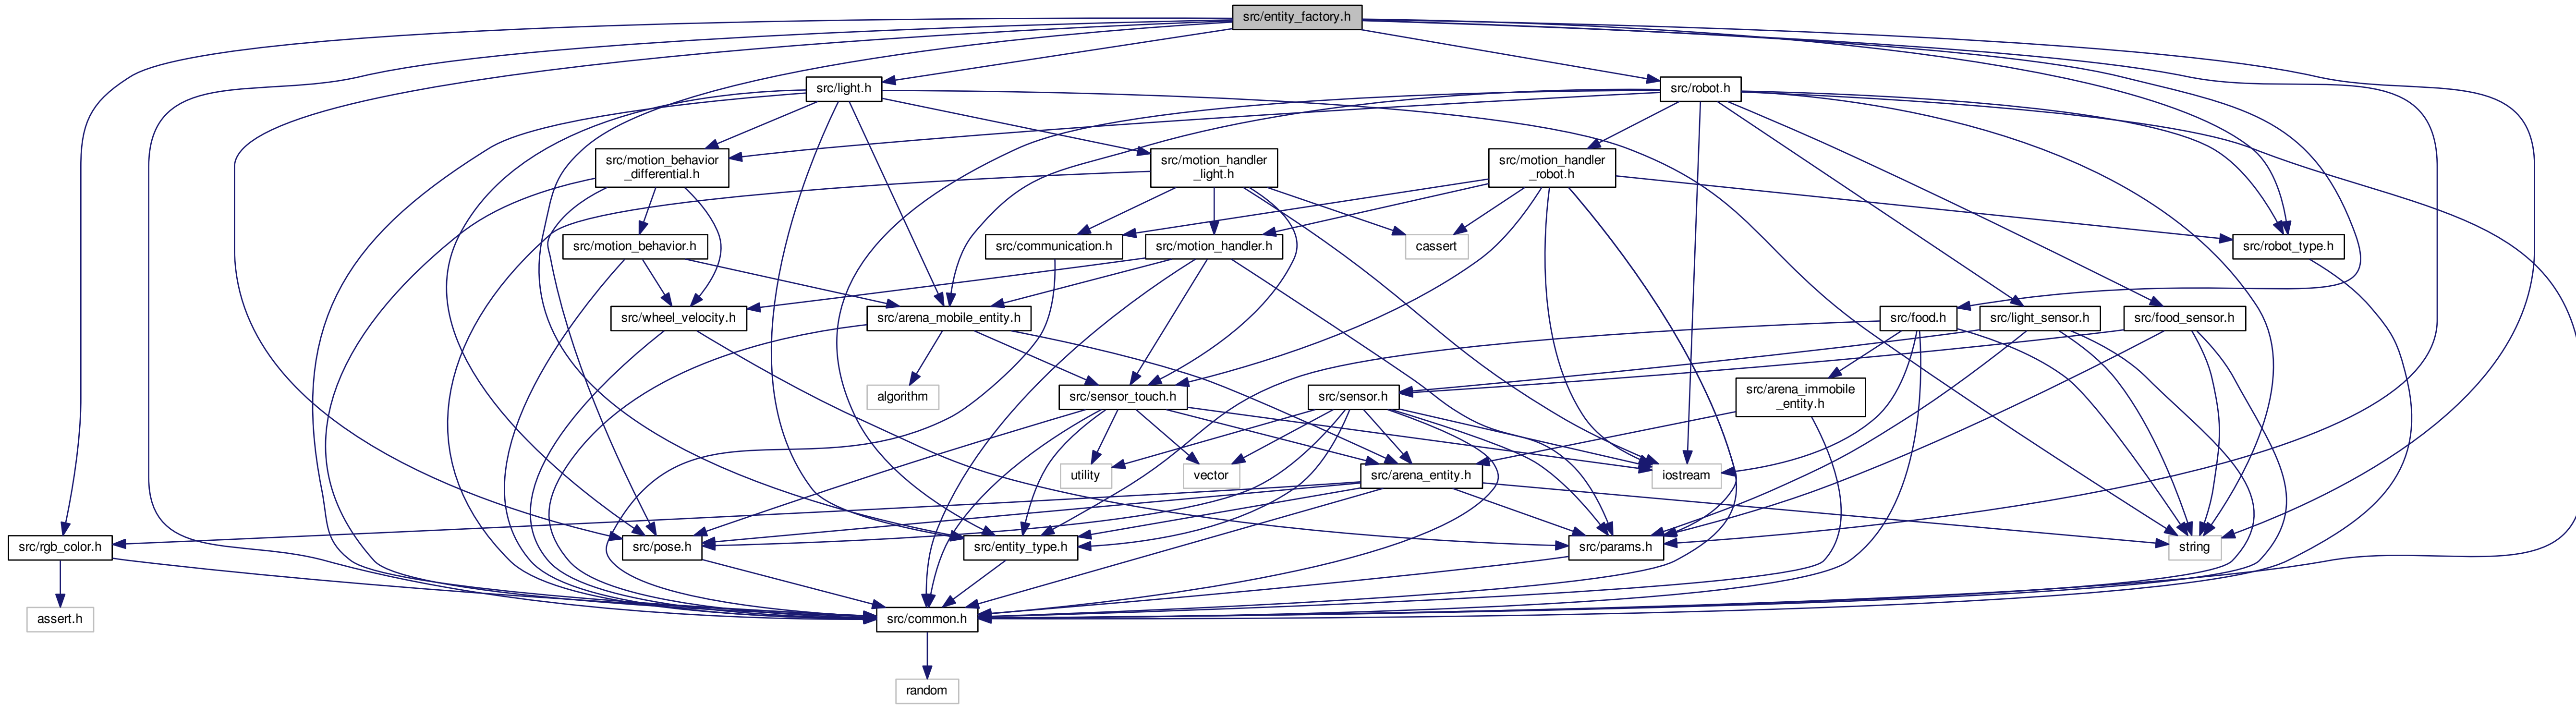 src/entity_factory.h
src/light.h
src/robot.h
src/motion_behavior
_differential.h
src/motion_handler
_light.h
src/motion_handler
_robot.h
src/motion_behavior.h
src/communication.h
src/motion_handler.h
cassert
src/robot_type.h
src/wheel_velocity.h
src/arena_mobile_entity.h
src/food.h
src/light_sensor.h
src/food_sensor.h
algorithm
src/sensor_touch.h
src/sensor.h
src/arena_immobile
_entity.h
utility
vector
src/arena_entity.h
iostream
src/rgb_color.h
src/pose.h
src/entity_type.h
src/params.h
string
assert.h
src/common.h
random